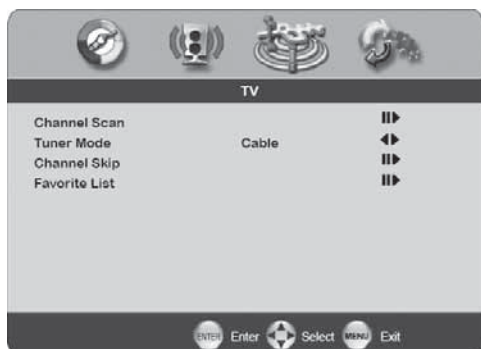 TV
Channel Scan
Tuner Mode Cable
Channel Skip
Favorite List
ENTER Enter Select MENU Exit